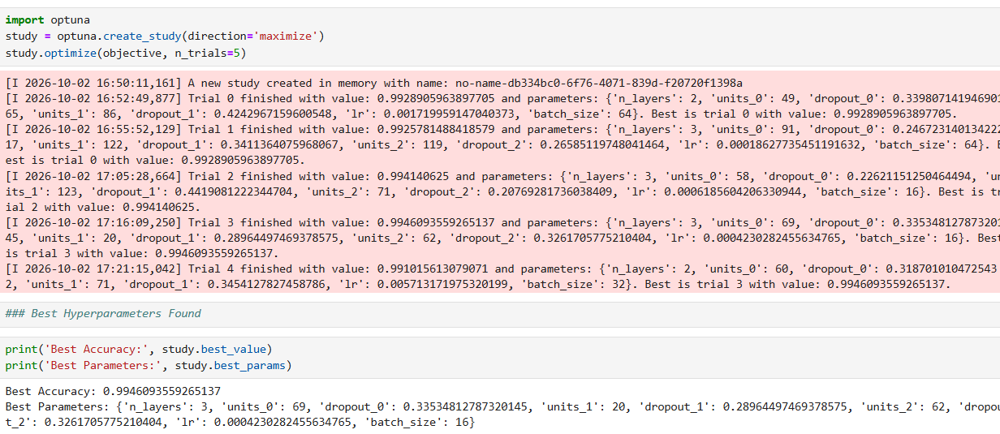 import optuna
study = optuna.create_study(direction='maximize')
study.optimize(objective, n_trials=5)
[I 2026-10-02 16:50:11,161] A new study created in memory with name: no-name-db334bc0-6f76-4071-839d-f20720f1398a
[I 2026-10-02 16:52:49,877] Trial 0 finished with value: 0.9928905963897705 and parameters: {'n_layers': 2, 'units_0': 49, 'dropout_0': 0.339807141946901
65, 'units_1': 86, 'dropout_1': 0.4242967159600548, 'lr': 0.001719959147040373, 'batch_size': 64}. Best is trial 0 with value: 0.9928905963897705.
[I 2026-10-02 16:55:52,129] Trial 1 finished with value: 0.9925781488418579 and parameters: {'n_layers': 3, 'units_0': 91, 'dropout_0': 0.246723140134222
17, 'units_1': 122, 'dropout_1': 0.3411364075968067, 'units_2': 119, 'dropout_2': 0.26585119748041464, 'lr': 0.00018627735451191632, 'batch_size': 64}. B
est is trial 0 with value: 0.9928905963897705.
[I 2026-10-02 17:05:28,664] Trial 2 finished with value: 0.994140625 and parameters: {'n_layers': 3, 'units_0': 58, 'dropout_0': 0.22621151250464494, 'un
its_1': 123, 'dropout_1': 0.4419081222344704, 'units_2': 71, 'dropout_2': 0.20769281736038409, 'lr': 0.0006185604206330944, 'batch_size': 16}. Best is tr
ial 2 with value: 0.994140625.
[I 2026-10-02 17:16:09,250] Trial 3 finished with value: 0.9946093559265137 and parameters: {'n_layers': 3, 'units_0': 69, 'dropout_0': 0.335348127873201
45, 'units_1': 20, 'dropout_1': 0.28964497469378575, 'units_2': 62, 'dropout_2': 0.3261705775210404, 'lr': 0.0004230282455634765, 'batch_size': 16}. Best
is trial 3 with value: 0.9946093559265137.
[I 2026-10-02 17:21:15,042] Trial 4 finished with value: 0.991015613079071 and parameters: {'n_layers': 2, 'units_0': 60, 'dropout_0': 0.318701010472543
2, 'units_1': 71, 'dropout_1': 0.3454127827458786, 'lr': 0.005713171975320199, 'batch_size': 32}. Best is trial 3 with value: 0.9946093559265137.
### Best Hyperparameters Found
print('Best Accuracy:', study.best_value)
print('Best Parameters:', study.best_params)
Best Accuracy: 0.9946093559265137
Best Parameters: {'n_layers': 3, 'units_0': 69, 'dropout_0': 0.33534812787320145, 'units_1': 20, 'dropout_1': 0.28964497469378575, 'units_2': 62, 'dropou
t_2': 0.3261705775210404, 'lr': 0.0004230282455634765, 'batch_size': 16}